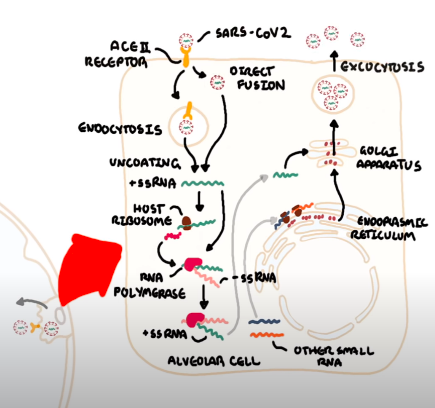 SARS-COV2
ACE II
RECEPTOR
DIRECT
FUSION
EXCUCYTOSIS
ENDOCYTOSIS
UNCOATING
+ssRNA
GOLGI
APPARATUS
HOST
RIBOSOME
ENDOPLASMIC
RETICULUM
RNA
POLYMERASE
-ssRNA
+ssRNA
OTHER SMALL
RNA
ALVEOLAR CELL